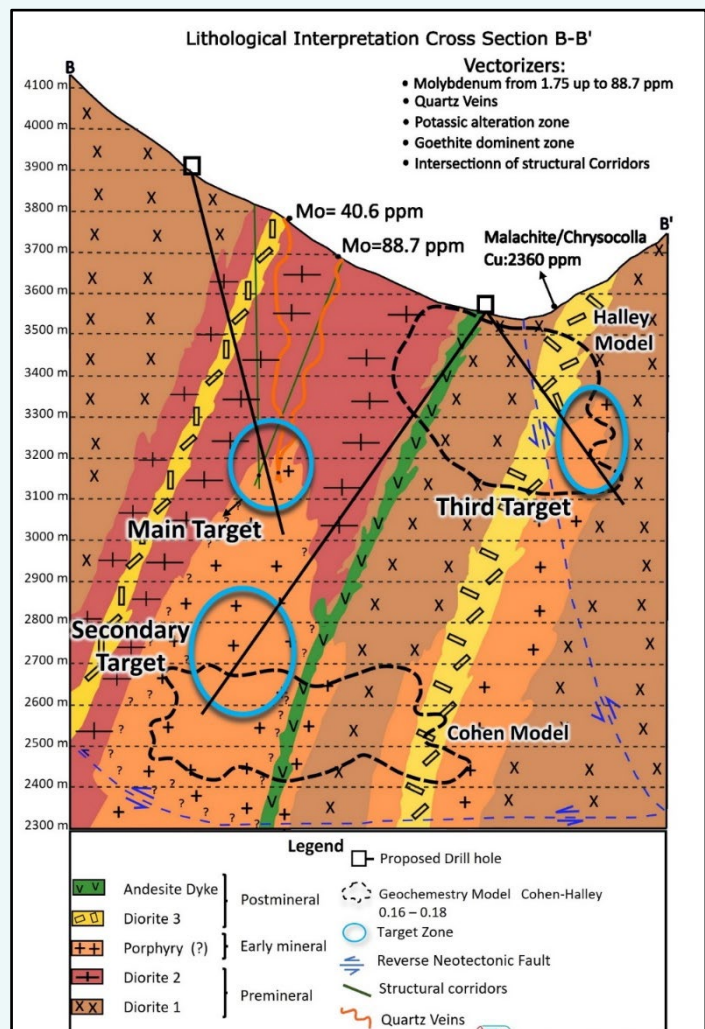 Lithological Interpretation Cross Section B-B'
Vectorizers:
• Molybdenum from 1.75 up to 88.7 ppm
• Quartz Veins
• Potassic alteration zone
• Goethite dominent zone
• Intersectionn of structural Corridors
B
B'
4100 m
4000 m
3900 m
3800 m
3700 m
3600 m
3500 m
3400 m
3300 m
3200 m
3100 m
3000 m
2900 m
2800 m
2700 m
2600 m
2500 m
2400 m
2300 m
Mo= 40.6 ppm
Mo=88.7 ppm
Malachite/Chrysocolla
Cu:2360 ppm
Halley
Model
Main Target
Third Target
Secondary
Target
Cohen Model
Legend
Andesite Dyke
Diorite 3
Postmineral
Porphyry (?)
Early mineral
Diorite 2
Diorite 1
Premineral
Proposed Drill hole
Geochemestry Model Cohen-Halley
0.16 – 0.18
Target Zone
Reverse Neotectonic Fault
Structural corridors
Quartz Veins